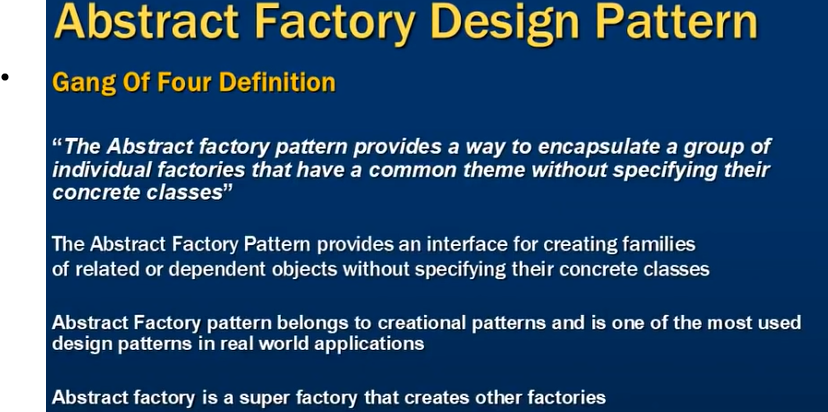 Abstract Factory Design Pattern
Gang Of Four Definition
“The Abstract factory pattern provides a way to encapsulate a group of
individual factories that have a common theme without specifying their
concrete classes”
The Abstract Factory Pattern provides an interface for creating families
of related or dependent objects without specifying their concrete classes
Abstract Factory pattern belongs to creational patterns and is one of the most used
design patterns in real world applications
Abstract factory is a super factory that creates other factories